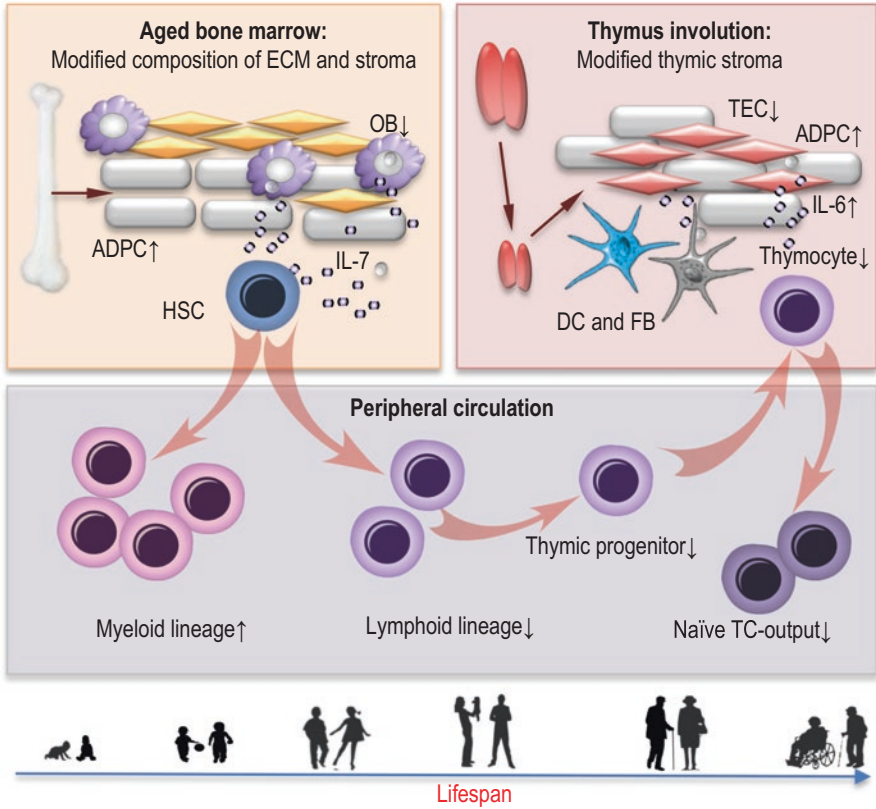 Aged bone marrow:
Modified composition of ECM and stroma
OB↓
ADPC↑
IL-7
HSC
Thymus involution:
Modified thymic stroma
TEC↓
ADPC↑
IL-6↑
Thymocyte↓
DC and FB
Peripheral circulation
Thymic progenitor↓
Myeloid lineage↑
Lymphoid lineage↓
Naïve TC-output↓
Lifespan